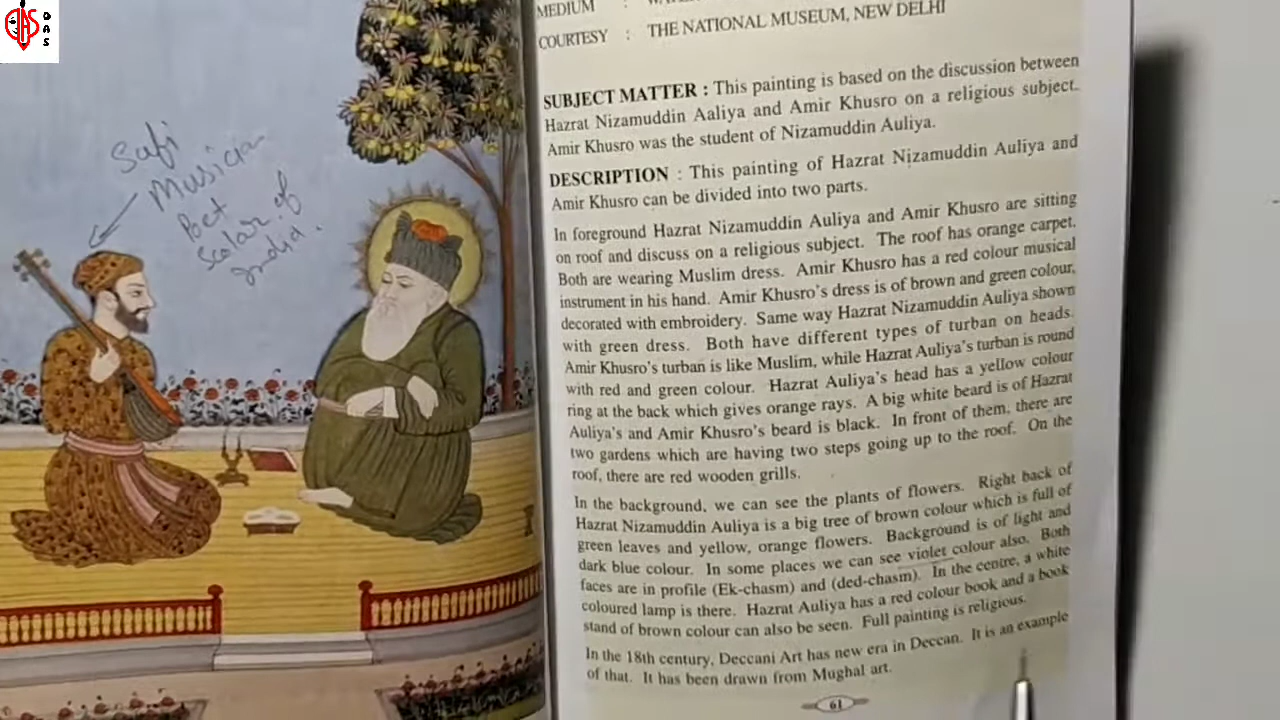 DAS
Sufi
Musician
Poet
Scalar of
India.
MEDIUM :
COURTESY : THE NATIONAL MUSEUM, NEW DELHI
SUBJECT MATTER : This painting is based on the discussion between
Hazrat Nizamuddin Aaliya and Amir Khusro on a religious subject.
Amir Khusro was the student of Nizamuddin Auliya.
DESCRIPTION : This painting of Hazrat Nizamuddin Auliya and
Amir Khusro can be divided into two parts.
In foreground Hazrat Nizamuddin Auliya and Amir Khusro are sitting
on roof and discuss on a religious subject. The roof has orange carpet.
Both are wearing Muslim dress. Amir Khusro has a red colour musical
instrument in his hand. Amir Khusro's dress is of brown and green colour,
decorated with embroidery. Same way Hazrat Nizamuddin Auliya shown
with green dress. Both have different types of turban on heads.
Amir Khusro's turban is like Muslim, while Hazrat Auliya's turban is round
with red and green colour. Hazrat Auliya's head has a yellow colour
ring at the back which gives orange rays. A big white beard is of Hazrat
Auliya's and Amir Khusro's beard is black. In front of them, there are
two gardens which are having two steps going up to the roof. On the
roof, there are red wooden grills.
In the background, we can see the plants of flowers. Right back of
Hazrat Nizamuddin Auliya is a big tree of brown colour which is full of
green leaves and yellow, orange flowers. Background is of light and
dark blue colour. In some places we can see violet colour also. Both
faces are in profile (Ek-chasm) and (ded-chasm). In the centre, a white
coloured lamp is there. Hazrat Auliya has a red colour book and a book
stand of brown colour can also be seen. Full painting is religious.
In the 18th century, Deccani Art has new era in Deccan. It is an example
of that. It has been drawn from Mughal art.
61